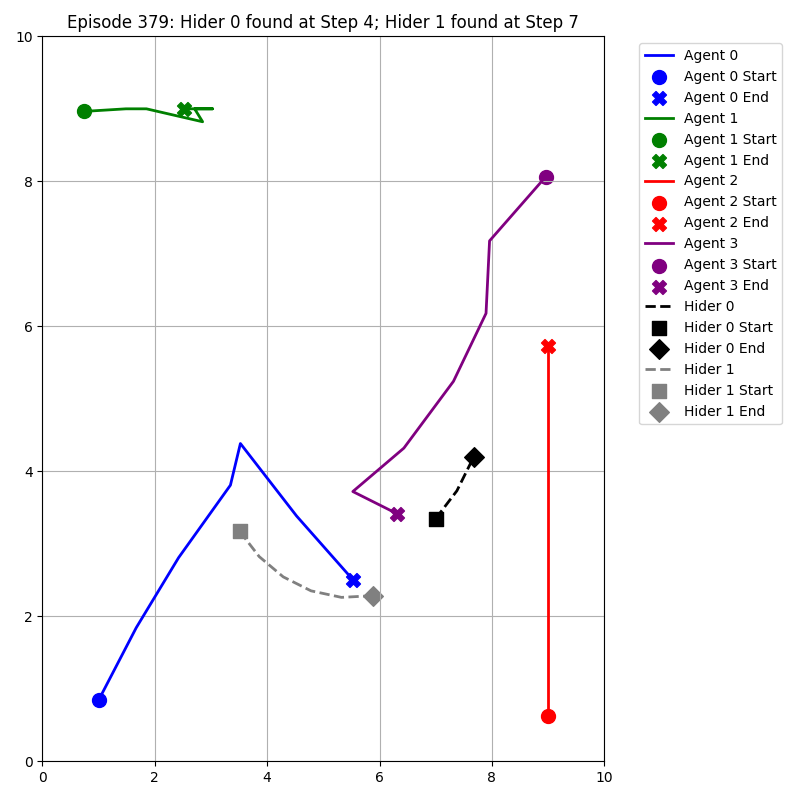 Episode 379: Hider 0 found at Step 4; Hider 1 found at Step 7
10
8
6
4
2
0
0 2 4 6 8 10
Agent 0
Agent 0 Start
Agent 0 End
Agent 1
Agent 1 Start
Agent 1 End
Agent 2
Agent 2 Start
Agent 2 End
Agent 3
Agent 3 Start
Agent 3 End
Hider 0
Hider 0 Start
Hider 0 End
Hider 1
Hider 1 Start
Hider 1 End